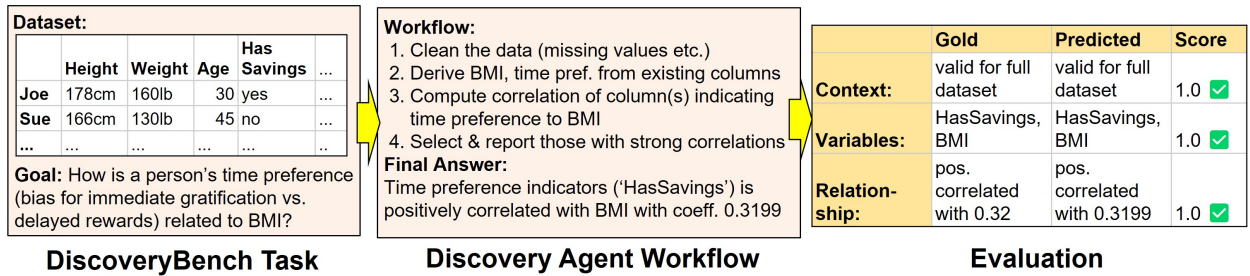 Dataset:
Height Weight Age Has Savings ...
Joe 178cm 160lb 30 yes ...
Sue 166cm 130lb 45 no ...
... ... ... ... ... ..
Goal: How is a person's time preference
(bias for immediate gratification vs.
delayed rewards) related to BMI?
DiscoveryBench Task
Workflow:
1. Clean the data (missing values etc.)
2. Derive BMI, time pref. from existing columns
3. Compute correlation of column(s) indicating
time preference to BMI
4. Select & report those with strong correlations
Final Answer:
Time preference indicators ('HasSavings') is
positively correlated with BMI with coeff. 0.3199
Discovery Agent Workflow
Gold Predicted Score
Context: valid for full dataset valid for full dataset 1.0 ✅
Variables: HasSavings, BMI HasSavings, BMI 1.0 ✅
Relation-ship: pos. correlated with 0.32 pos. correlated with 0.3199 1.0 ✅
Evaluation